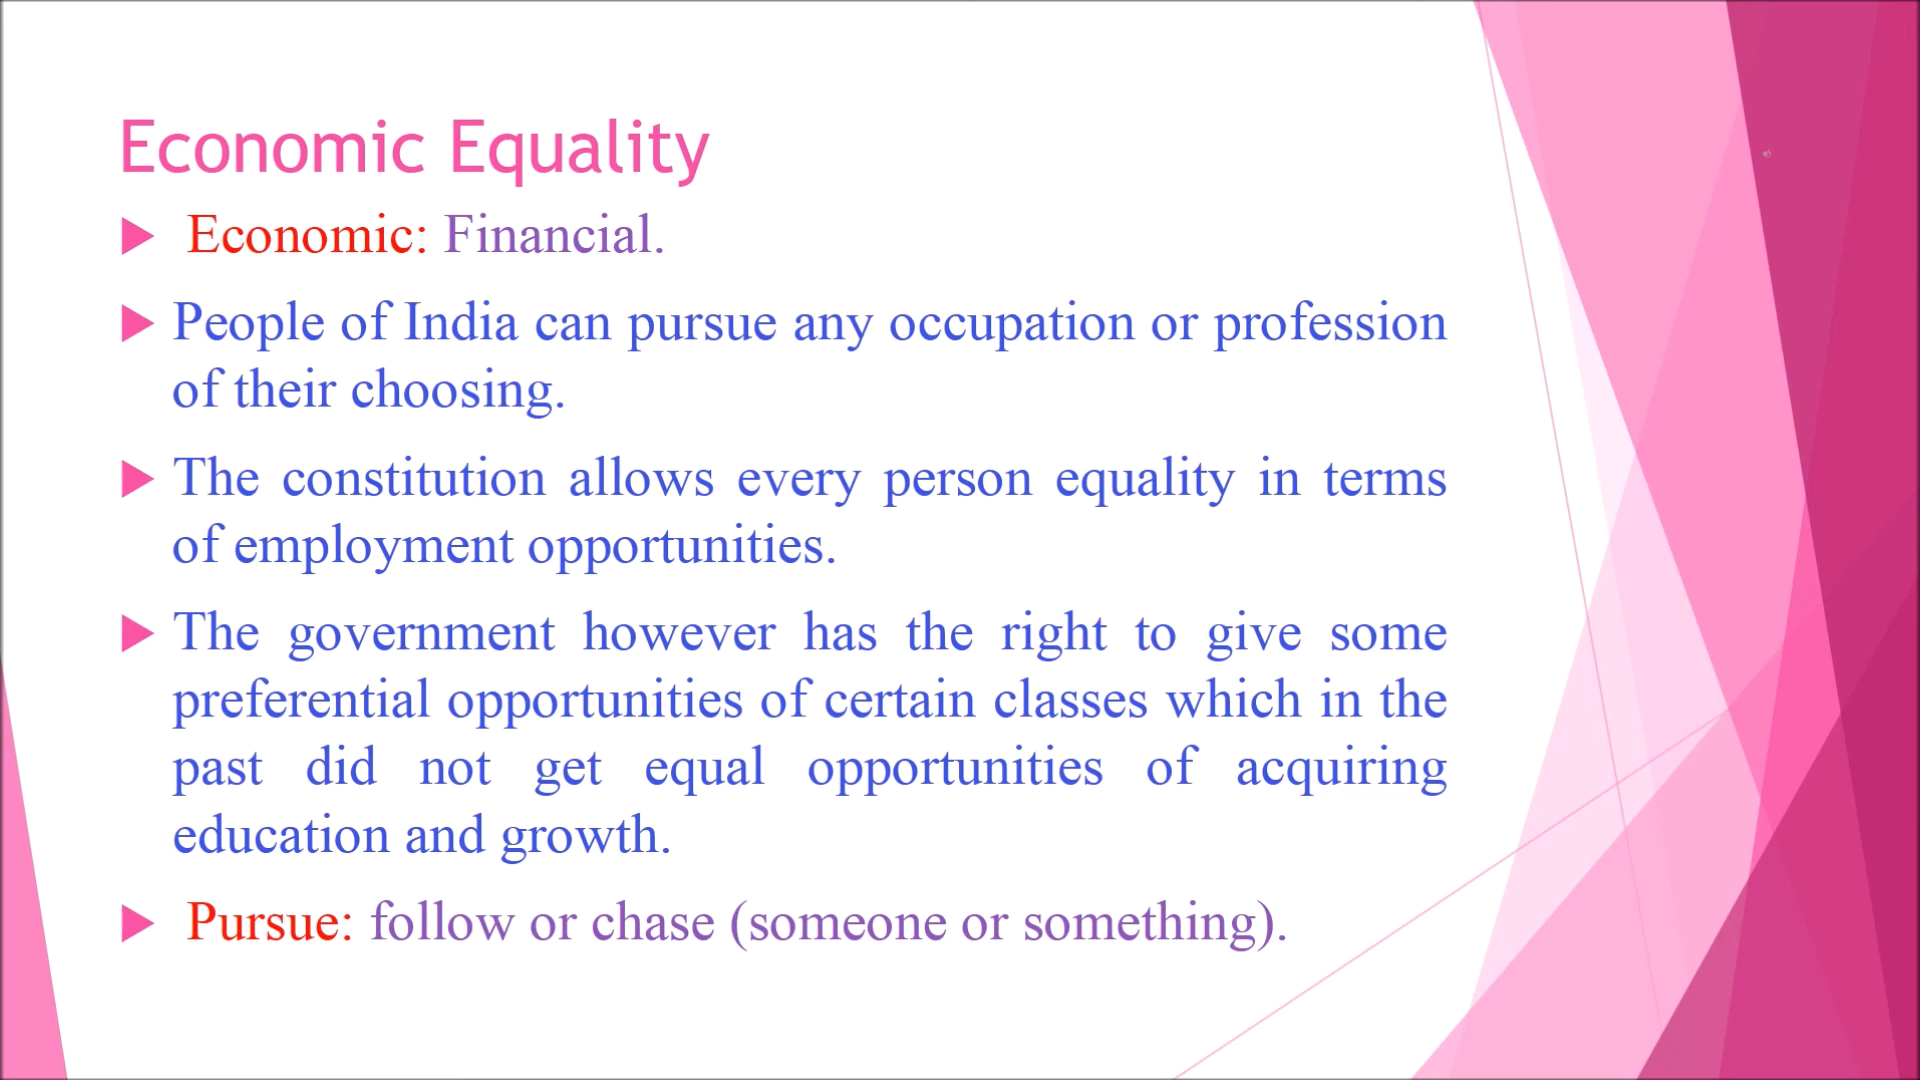 Economic Equality
Economic: Financial.
People of India can pursue any occupation or profession
of their choosing.
The constitution allows every person equality in terms
of employment opportunities.
The government however has the right to give some
preferential opportunities of certain classes which in the
past did not get equal opportunities of acquiring
education and growth.
Pursue: follow or chase (someone or something).